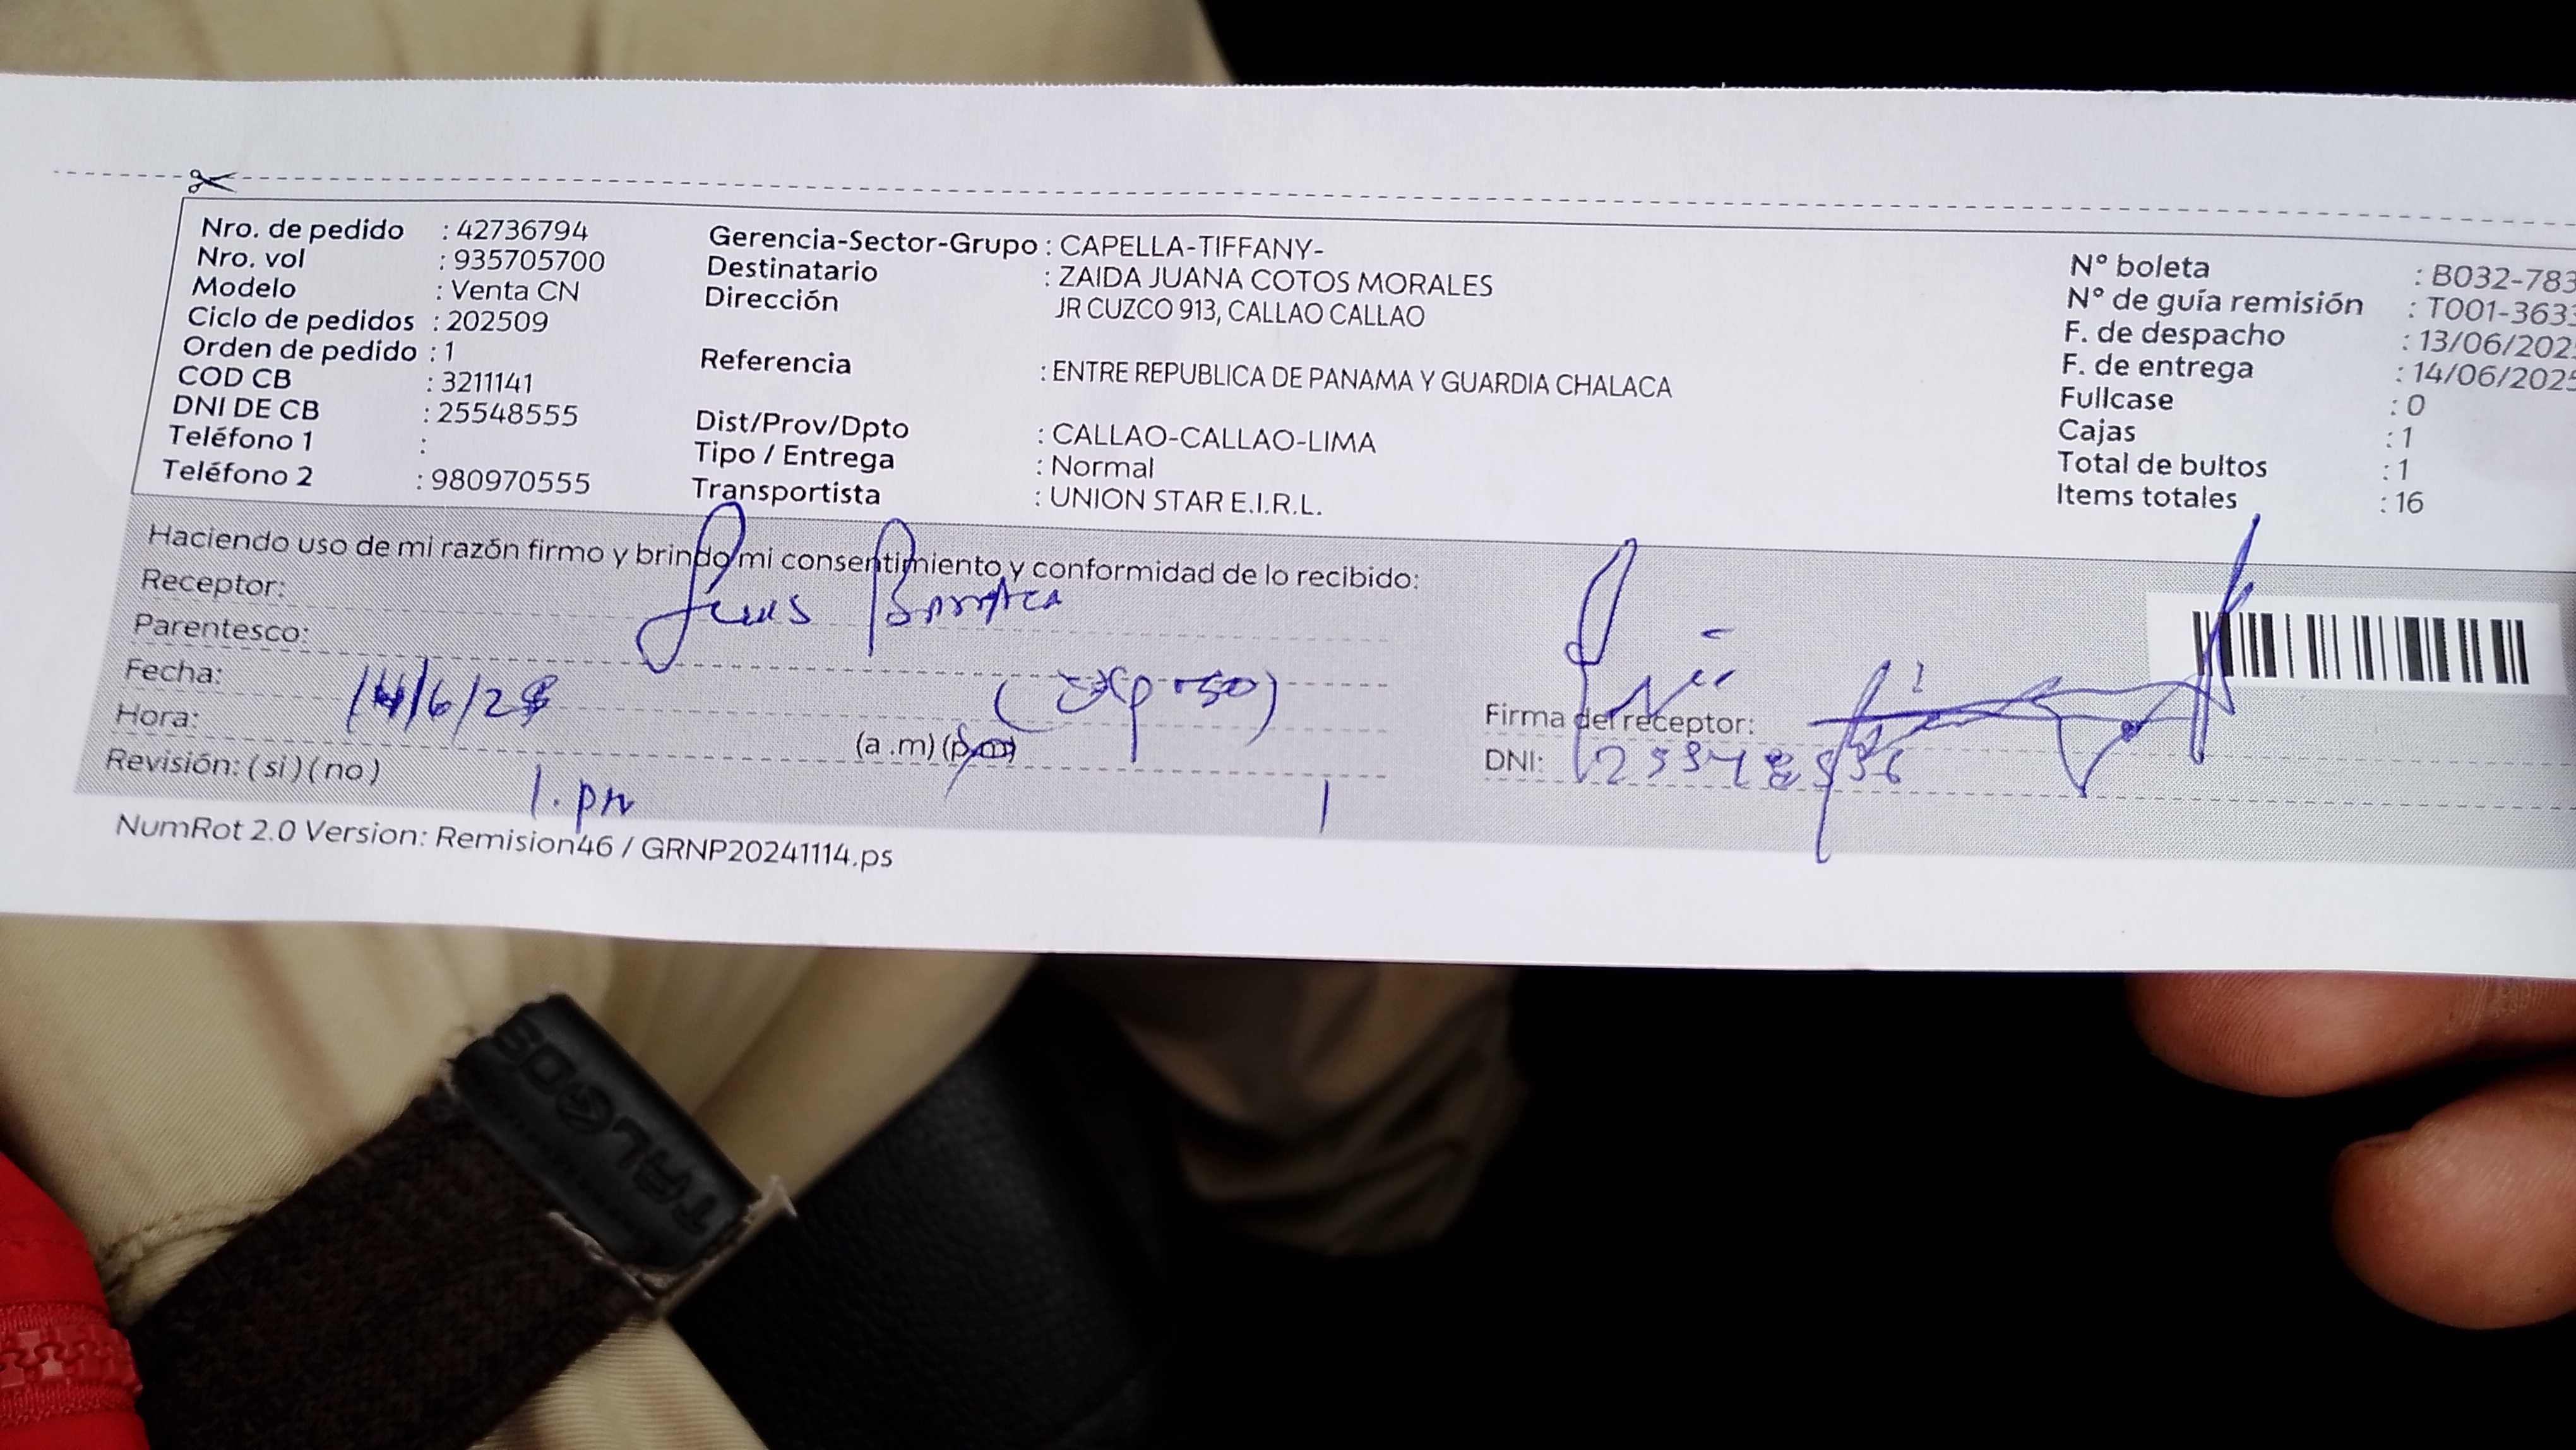 Nro. de pedido : 42736794
Nro. vol : 935705700
Modelo : Venta CN
Ciclo de pedidos : 202509
Orden de pedido : 1
COD CB : 3211141
DNI DE CB : 25548555
Teléfono 1 :
Teléfono 2 : 980970555
Gerencia-Sector-Grupo : CAPELLA-TIFFANY-
Destinatario : ZAIDA JUANA COTOS MORALES
Dirección JR CUZCO 913, CALLAO CALLAO
Referencia : ENTRE REPUBLICA DE PANAMA Y GUARDIA CHALACA
Dist/Prov/Dpto : CALLAO-CALLAO-LIMA
Tipo / Entrega : Normal
Transportista : UNION STAR E.I.R.L.
N° boleta : B032-783
N° de guía remisión : T001-3633
F. de despacho : 13/06/202
F. de entrega : 14/06/2025
Fullcase : 0
Cajas : 1
Total de bultos : 1
Items totales : 16
Haciendo uso de mi razón firmo y brindo mi consentimiento y conformidad de lo recibido:
Receptor:
Parentesco:
Fecha: 14/6/25
Hora: (a .m) (p.m)
Revisión: (si) (no) 1. pm
Firma del receptor:
DNI:
NumRot 2.0 Version: Remision46 / GRNP20241114.ps
TALGOS